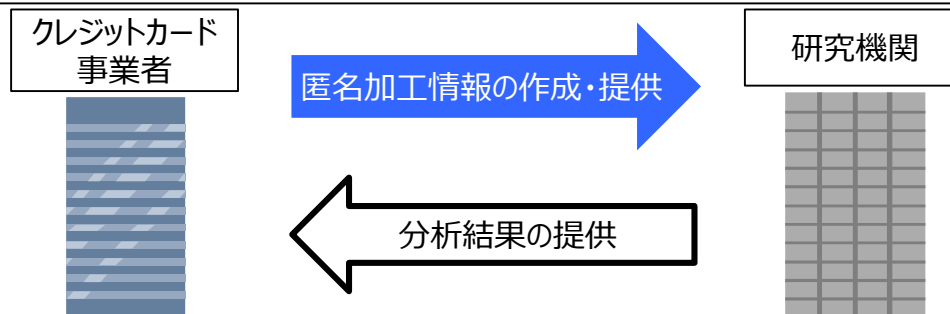 クレジットカード
事業者
匿名加工情報の作成・提供
研究機関
分析結果の提供